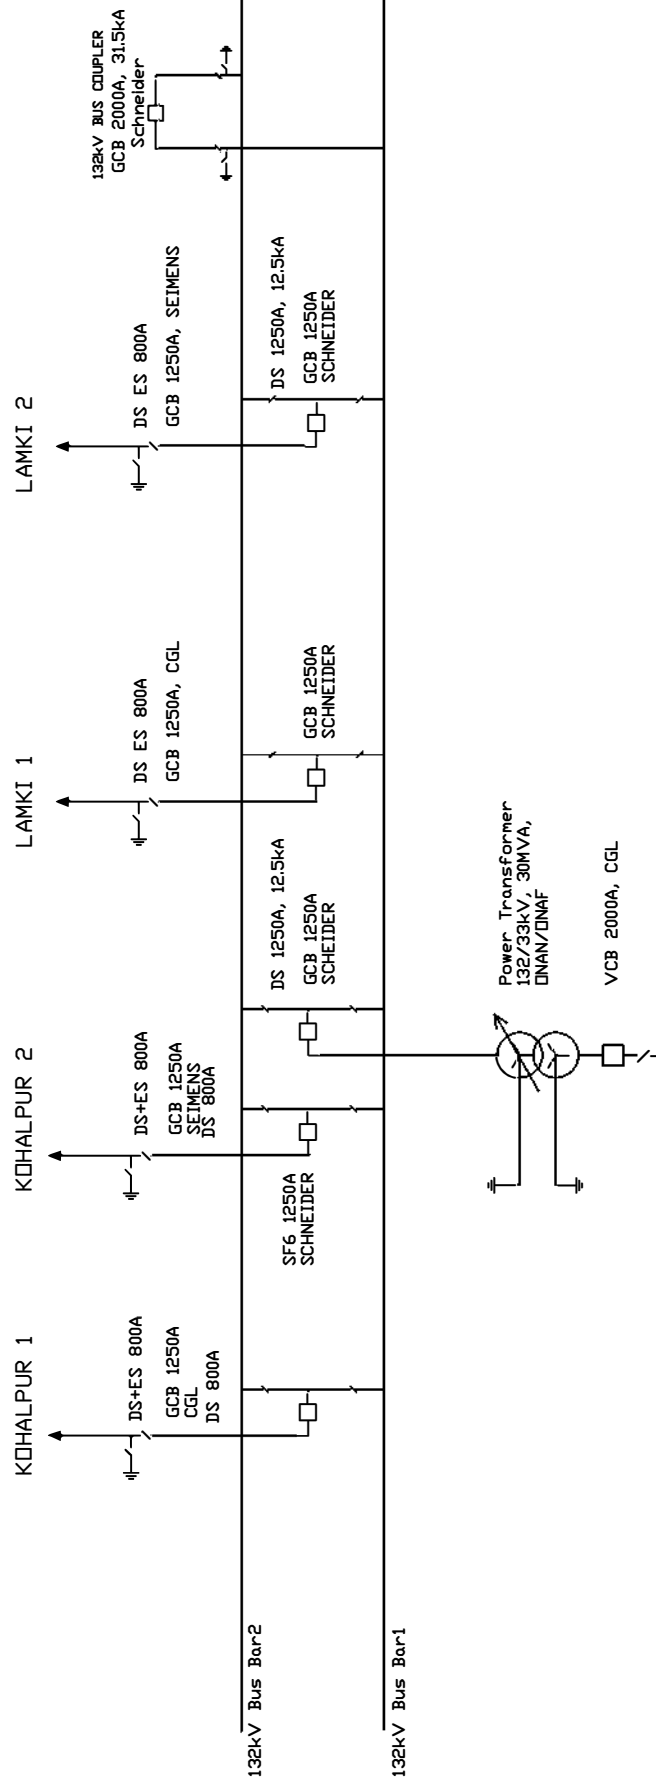 KOHALPUR 1
DS+ES 800A
GCB 1250A
CGL
DS 800A
KOHALPUR 2
DS+ES 800A
GCB 1250A
SEIMENS
DS 800A
SF6 1250A
SCHNEIDER
DS 1250A, 12.5kA
GCB 1250A
SCHEIDER
LAMKI 1
DS ES 800A
GCB 1250A, CGL
GCB 1250A
SCHNEIDER
LAMKI 2
DS ES 800A
GCB 1250A, SEIMENS
DS 1250A, 12.5kA
GCB 1250A
SCHNEIDER
132kV BUS COUPLER
GCB 2000A, 31.5kA
Schneider
132kV Bus Bar2
132kV Bus Bar1
Power Transformer
132/33kV, 30MVA,
ONAN/ONAF
VCB 2000A, CGL